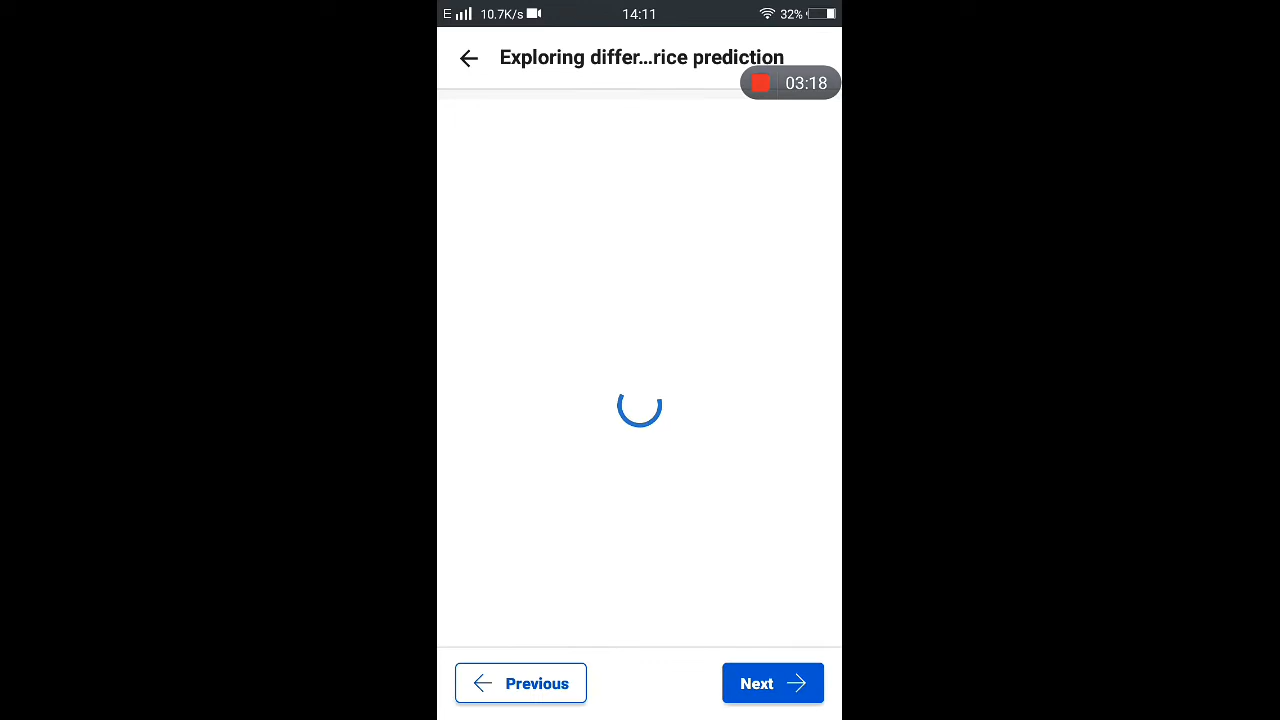 E 10.7K/s 14:11 32%
Exploring differ...rice prediction
03:18
Previous Next